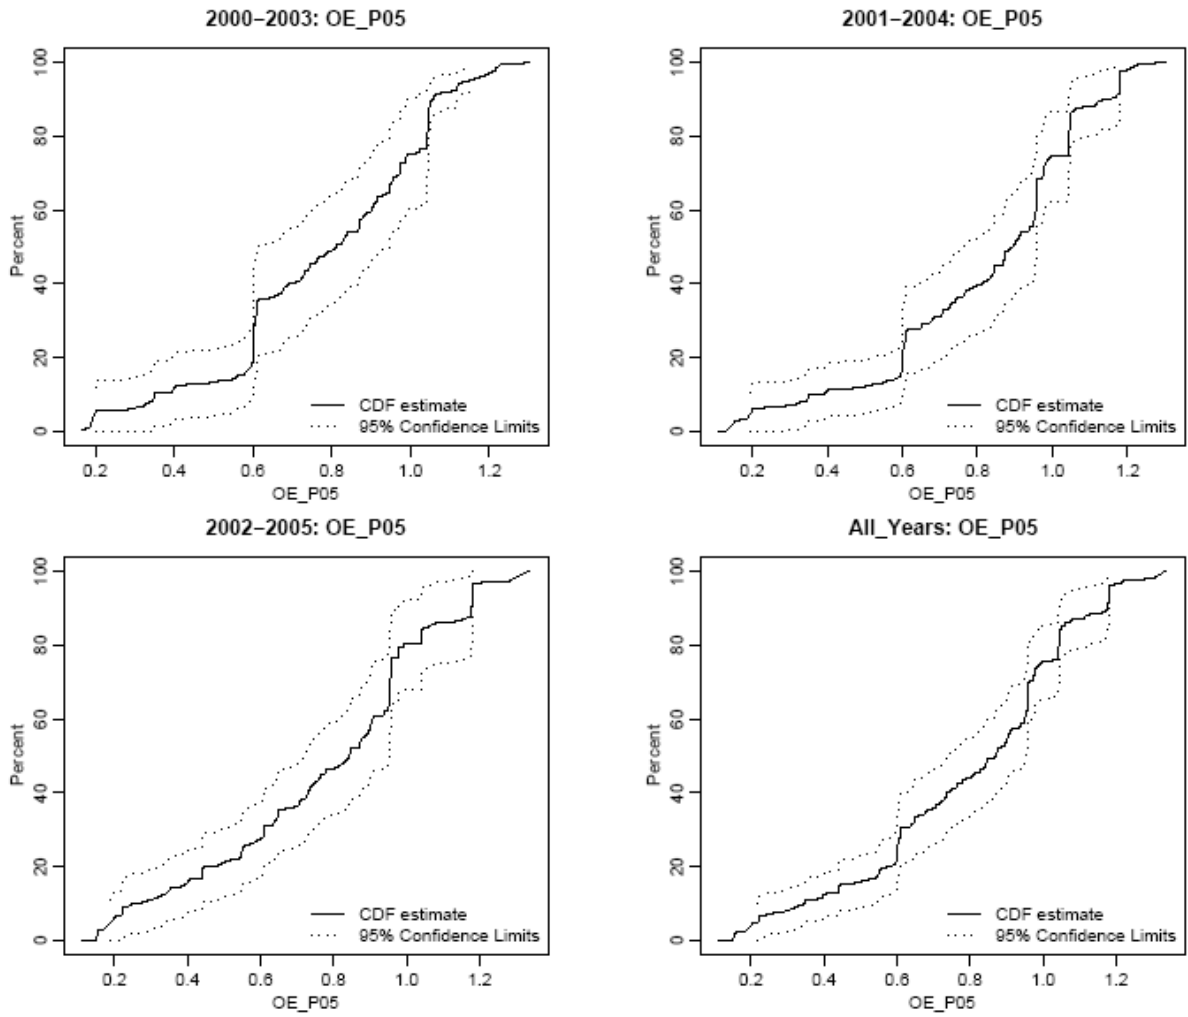 2000–2003: OE_P05
Percent
100
80
60
40
20
0
CDF estimate
95% Confidence Limits
0.2 0.4 0.6 0.8 1.0 1.2
OE_P05
2001–2004: OE_P05
Percent
100
80
60
40
20
0
CDF estimate
95% Confidence Limits
0.2 0.4 0.6 0.8 1.0 1.2
OE_P05
2002–2005: OE_P05
Percent
100
80
60
40
20
0
CDF estimate
95% Confidence Limits
0.2 0.4 0.6 0.8 1.0 1.2
OE_P05
All_Years: OE_P05
Percent
100
80
60
40
20
0
CDF estimate
95% Confidence Limits
0.2 0.4 0.6 0.8 1.0 1.2
OE_P05